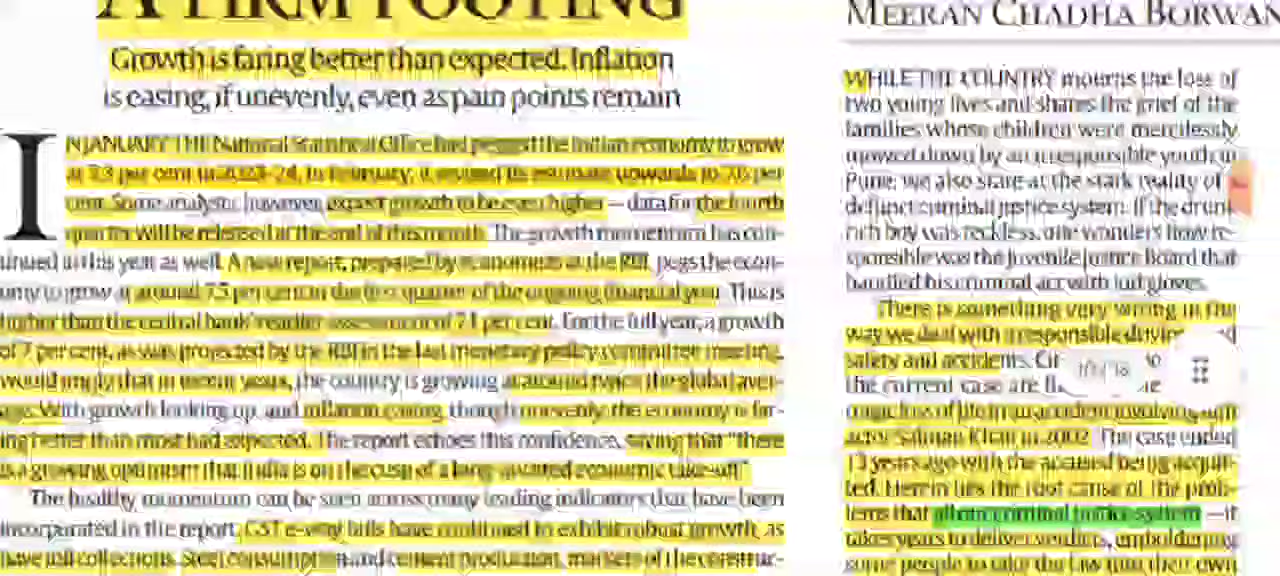 A FIRM FOOTING
Growth is faring better than expected. Inflation
is easing, if unevenly, even as pain points remain
IN JANUARY THE National Statistical Office had pegged the Indian economy to grow
at 7.3 per cent in 2023-24. In February, it revised its estimate upwards to 7.6 per
cent. Some analysts, however, expect growth to be even higher — data for the fourth
quarter will be released at the end of this month. The growth momentum has con-
tinued in this year as well. A new report, prepared by economists at the RBI, pegs the econ-
omy to grow at around 7.5 per cent in the first quarter of the ongoing financial year. This is
higher than the central bank's earlier assessment of 7.1 per cent. For the full year, a growth
of 7 per cent, as was projected by the RBI in the last monetary policy committee meeting,
would imply that in recent years, the country is growing at around twice the global aver-
age. With growth looking up, and inflation easing, though unevenly, the economy is far-
ing better than most had expected. The report echoes this confidence, saying that "there
is a growing optimism that India is on the cusp of a long-awaited economic take-off".
The healthy momentum can be seen across many leading indicators that have been
incorporated in the report. GST e-way bills have continued to exhibit robust growth, as
have toll collections. Steel consumption and cement production, markers of the construc-
MEERAN CHADHA BORWAN
WHILE THE COUNTRY mourns the loss of
two young lives and shares the grief of the
families whose children were mercilessly
mowed down by an irresponsible youth in
Pune, we also stare at the stark reality of a
defunct criminal justice system. If the drunk
rich boy was reckless, one wonders how re-
sponsible was the Juvenile Justice Board that
handled his criminal act with kid gloves.
There is something very wrong in the
way we deal with irresponsible driving
safety and accidents.
the current case are
tragic loss of life in an accident involving
actor Salman Khan in 2002. The case ended
13 years ago with the accused being acquit-
ted. Herein lies the root cause of the prob-
lems that criminal justice system — it
takes years to deliver verdicts, emboldening
some people to take the law into their own
10 / 18